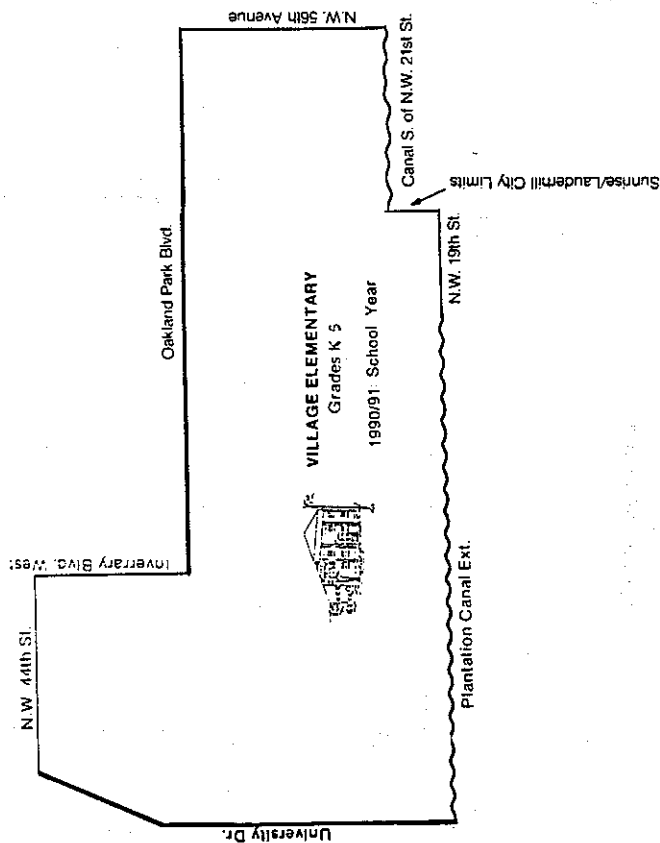 N.W. 44th St.
Inverrary Blvd. West
Oakland Park Blvd.
N.W. 56th Avenue
University Dr.
VILLAGE ELEMENTARY
Grades K 5
1990/91 School Year
Canal S. of N.W. 21st St.
Sunrise/Lauderhill City Limits
N.W. 19th St.
Plantation Canal Ext.